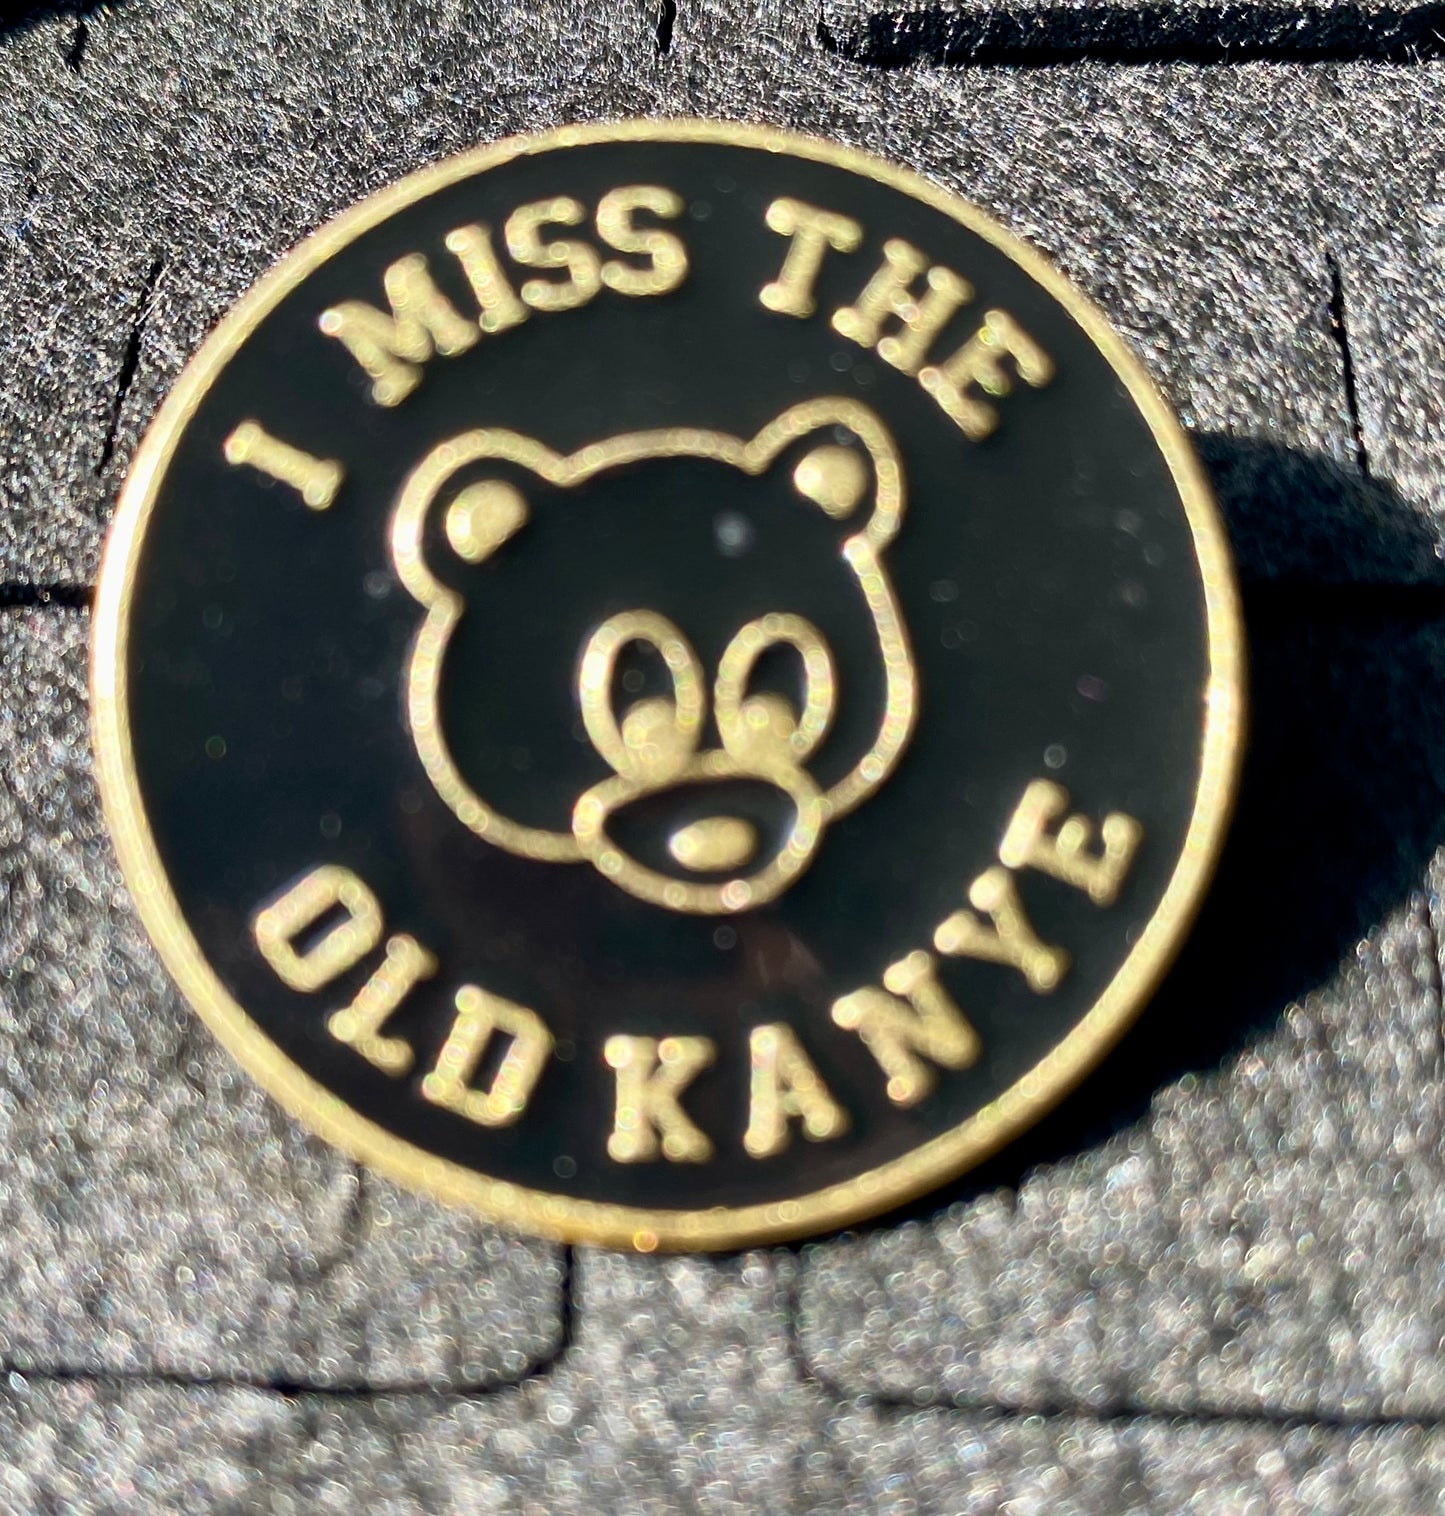 I MISS THE
OLD KANYE